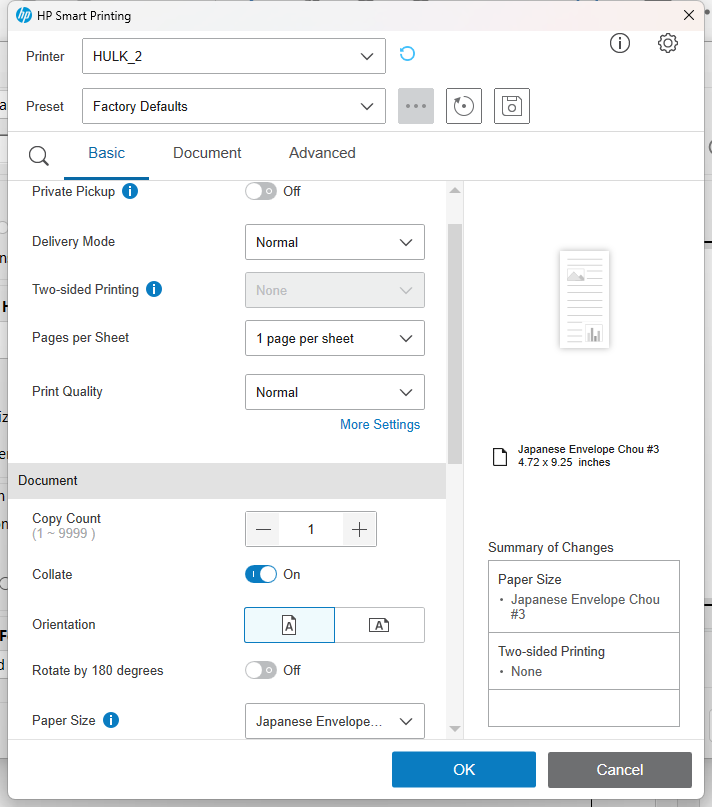 hp HP Smart Printing
Printer HULK_2
Preset Factory Defaults
Basic Document Advanced
Private Pickup Off
Delivery Mode Normal
Two-sided Printing None
Pages per Sheet 1 page per sheet
Print Quality Normal
More Settings
Japanese Envelope Chou #3
4.72 x 9.25 inches
Document
Copy Count 1
(1 ~ 9999 )
Collate On
Orientation
Rotate by 180 degrees Off
Paper Size Japanese Envelope...
Summary of Changes
Paper Size
• Japanese Envelope Chou
#3
Two-sided Printing
• None
OK Cancel